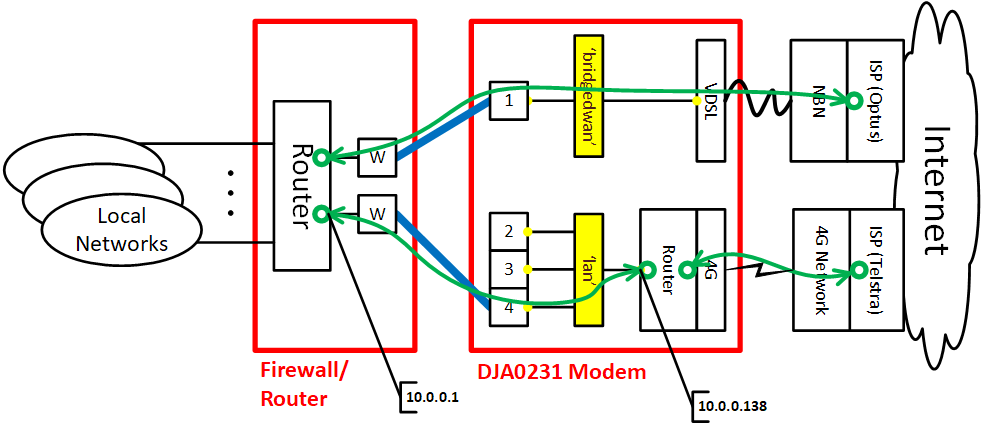 Local
Networks
Router
W
W
Firewall/
Router
10.0.0.1
1
2
3
4
'bridgedwan'
'lan'
VDSL
Router
4G
DJA0231 Modem
10.0.0.138
NBN
ISP (Optus)
4G Network
ISP (Telstra)
Internet